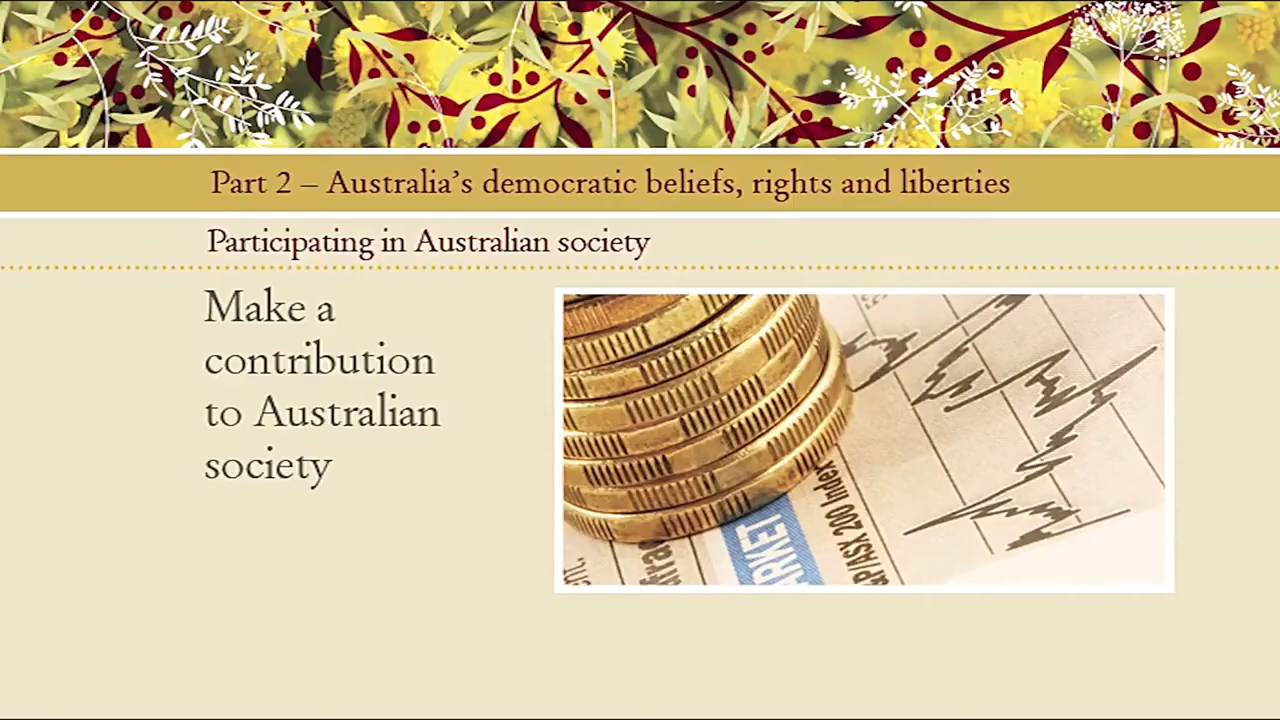 Part 2 – Australia’s democratic beliefs, rights and liberties
Participating in Australian society
Make a
contribution
to Australian
society
200 Index